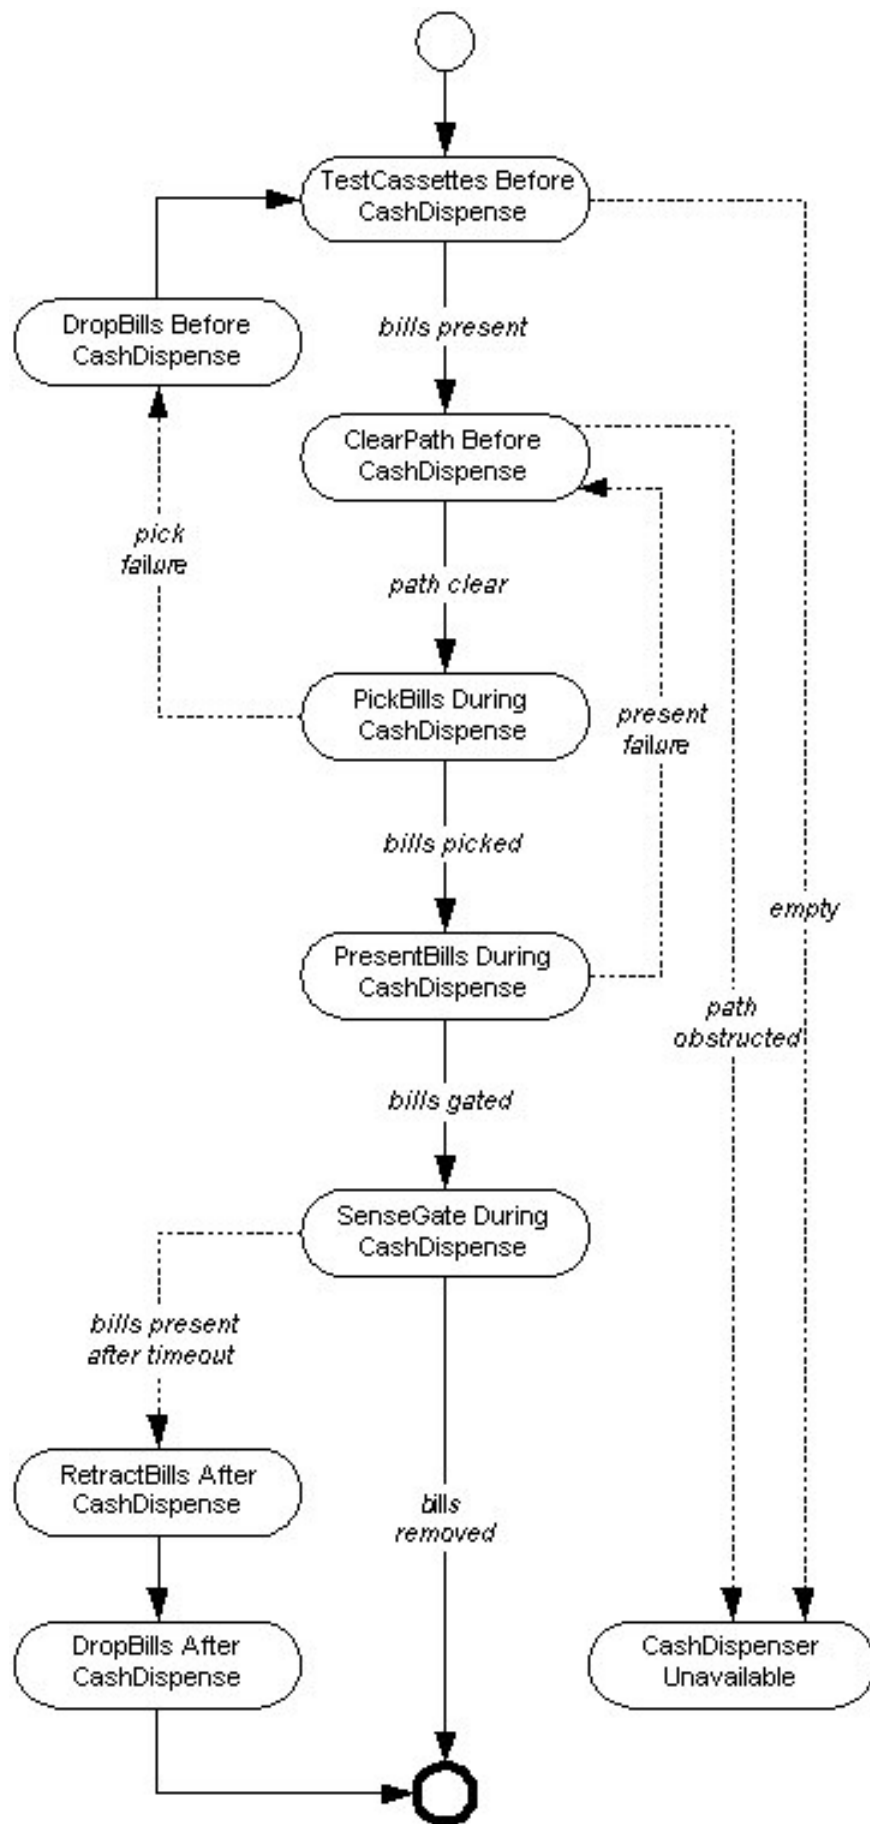 TestCassettes Before
CashDispense
DropBills Before
CashDispense
bills present
ClearPath Before
CashDispense
pick
failure
path clear
PickBills During
CashDispense
present
failure
bills picked
empty
PresentBills During
CashDispense
path
obstructed
bills gated
SenseGate During
CashDispense
bills present
after timeout
RetractBills After
CashDispense
bills
removed
DropBills After
CashDispense
CashDispenser
Unavailable